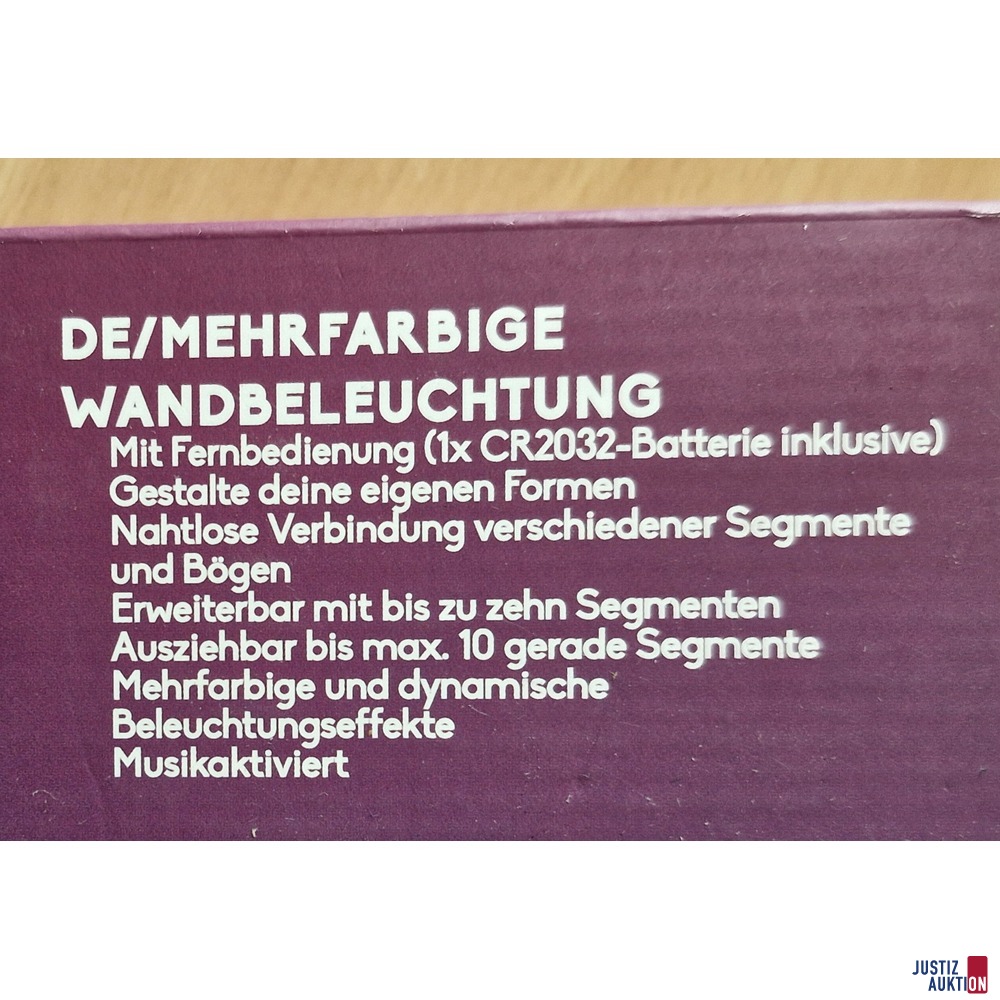 DE/MEHRFARBIGE
WANDBELEUCHTUNG
Mit Fernbedienung (1x CR2032-Batterie inklusive)
Gestalte deine eigenen Formen
Nahtlose Verbindung verschiedener Segmente
und Bögen
Erweiterbar mit bis zu zehn Segmenten
Ausziehbar bis max. 10 gerade Segmente
Mehrfarbige und dynamische
Beleuchtungseffekte
Musikaktiviert
JUSTIZ
AUKTION